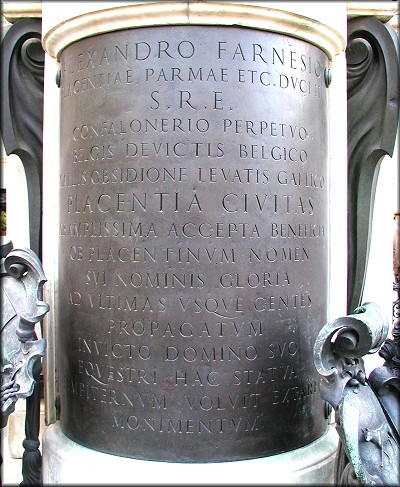 ALEXANDRO FARNESIO
PLACENTIAE, PARMAE ETC. DVCI III
S. R. E.
CONFALONERIO PERPETVO
BELGIS DEVICTIS BELGICO
GALLIS OBSIDIONE LEVATIS GALLICO
PLACENTIA CIVITAS
AMPLISSIMA ACCEPTA BENEFICIA
OB PLACENTINVM NOMEN
SVI NOMINIS GLORIA
AD VLTIMAS VSQVE GENTES
PROPAGATVM
INVICTO DOMINO SVO
EQVESTRI HAC STATVA
VOLVIT EXTARE
MONIMENTVM